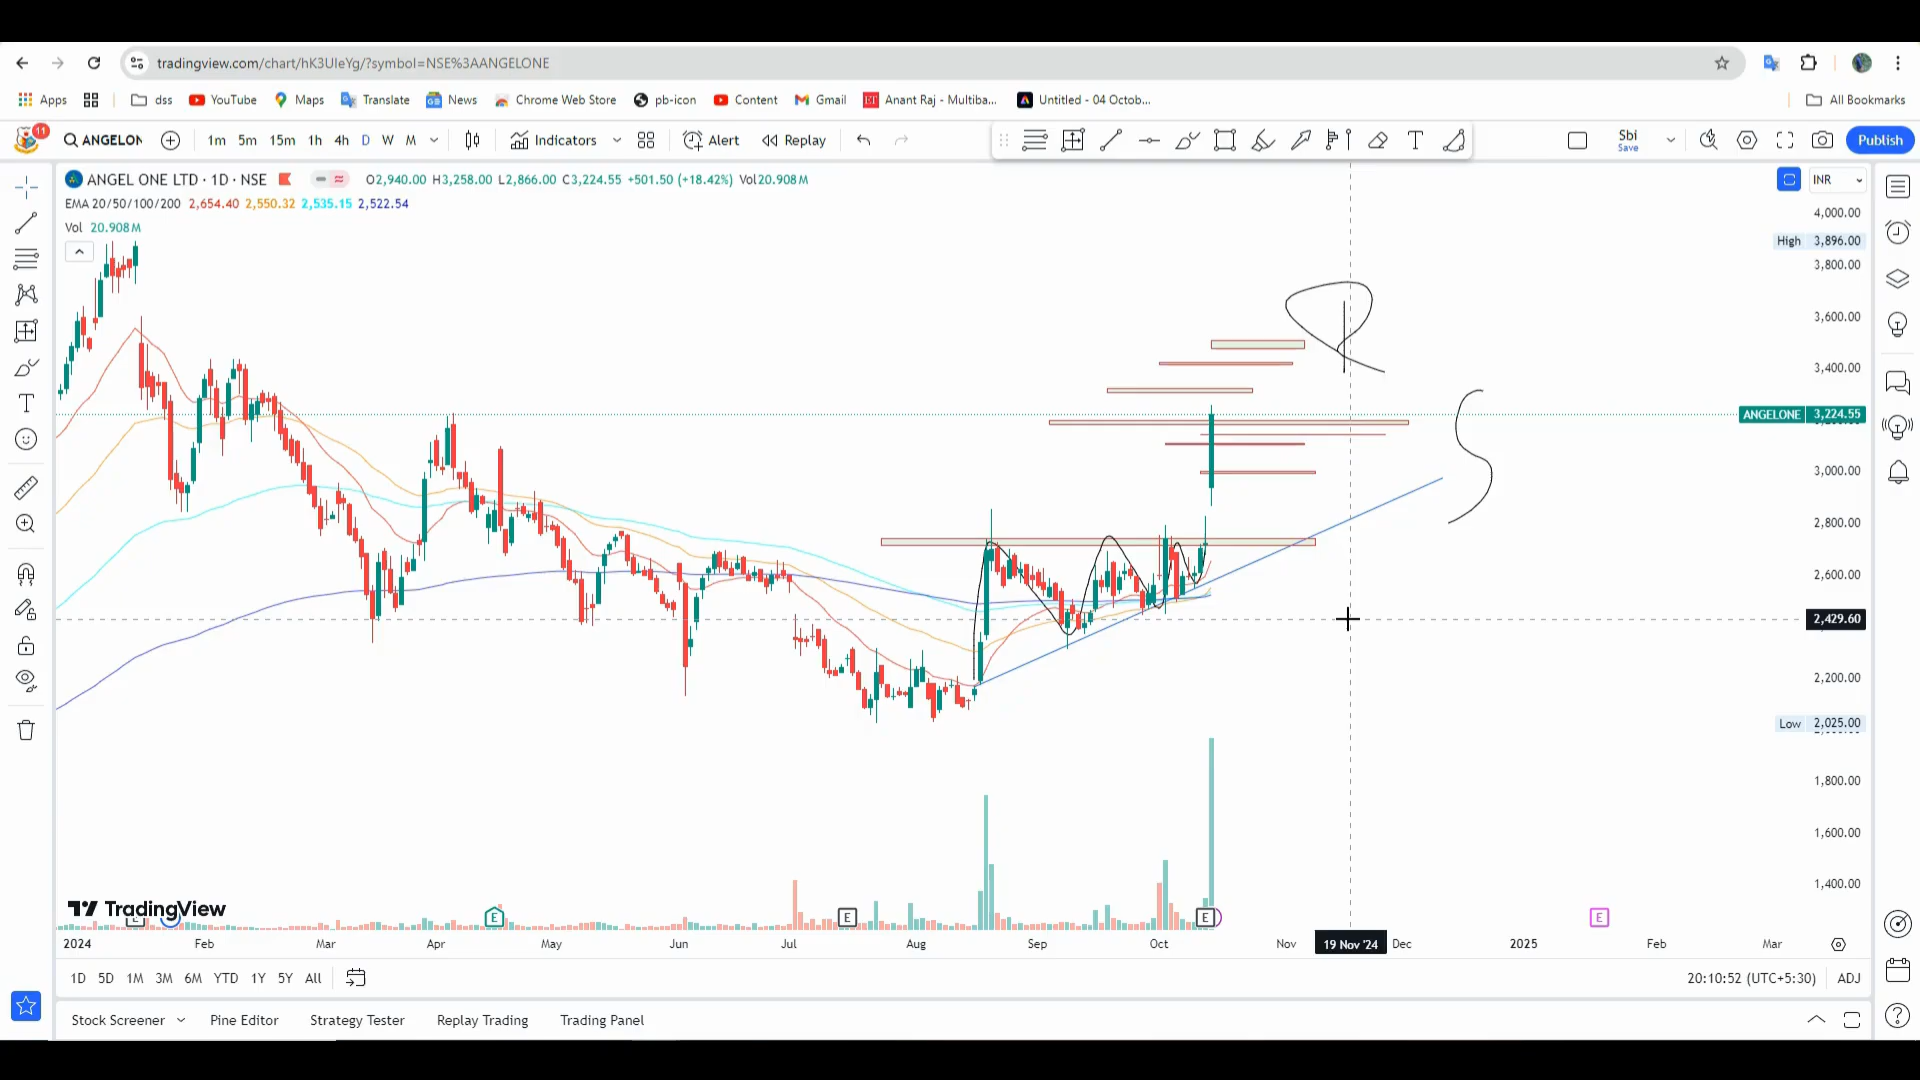 tradingview.com/chart/hK3UIeYg/?symbol=NSE%3AANGELONE
Apps dss YouTube Maps Translate News Chrome Web Store pb-icon Content Gmail Anant Raj - Multiba... Untitled - 04 Octob... All Bookmarks
11 ANGELON 1m 5m 15m 1h 4h D W M Indicators Alert Replay Sbi Save Publish
ANGEL ONE LTD · 1D · NSE O2,940.00 H3,258.00 L2,866.00 C3,224.55 +501.50 (+18.42%) Vol20.908M INR
EMA 20/50/100/200 2,654.40 2,550.32 2,535.15 2,522.54
Vol 20.908M
4,000.00
High 3,896.00
3,800.00
3,600.00
3,400.00
ANGELONE 3,224.55
3,000.00
2,800.00
2,600.00
2,429.60
2,200.00
Low 2,025.00
1,800.00
1,600.00
1,400.00
TradingView
E E E E E
2024 Feb Mar Apr May Jun Jul Aug Sep Oct Nov 19 Nov '24 Dec 2025 Feb Mar
1D 5D 1M 3M 6M YTD 1Y 5Y All 20:10:52 (UTC+5:30) ADJ
Stock Screener Pine Editor Strategy Tester Replay Trading Trading Panel